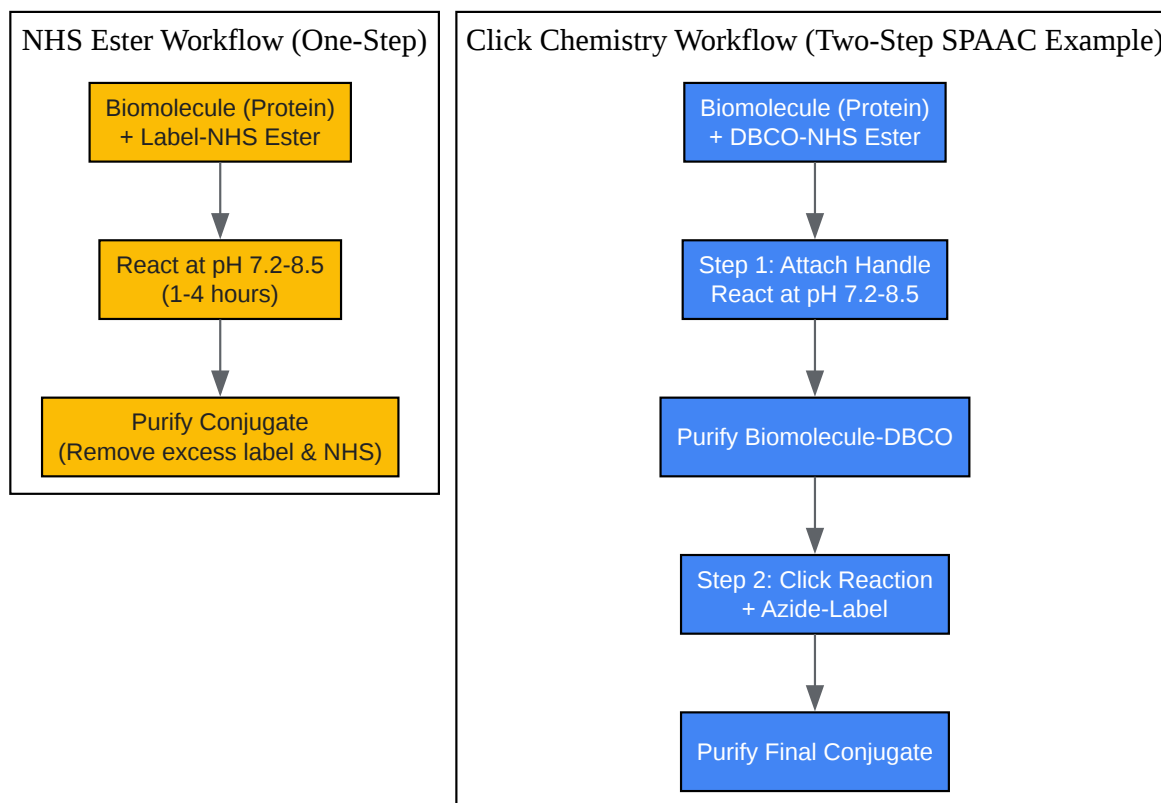 NHS Ester Workflow (One-Step)
Biomolecule (Protein)
+ Label-NHS Ester
React at pH 7.2-8.5
(1-4 hours)
Purify Conjugate
(Remove excess label & NHS)
Click Chemistry Workflow (Two-Step SPAAC Example)
Biomolecule (Protein)
+ DBCO-NHS Ester
Step 1: Attach Handle
React at pH 7.2-8.5
Purify Biomolecule-DBCO
Step 2: Click Reaction
+ Azide-Label
Purify Final Conjugate